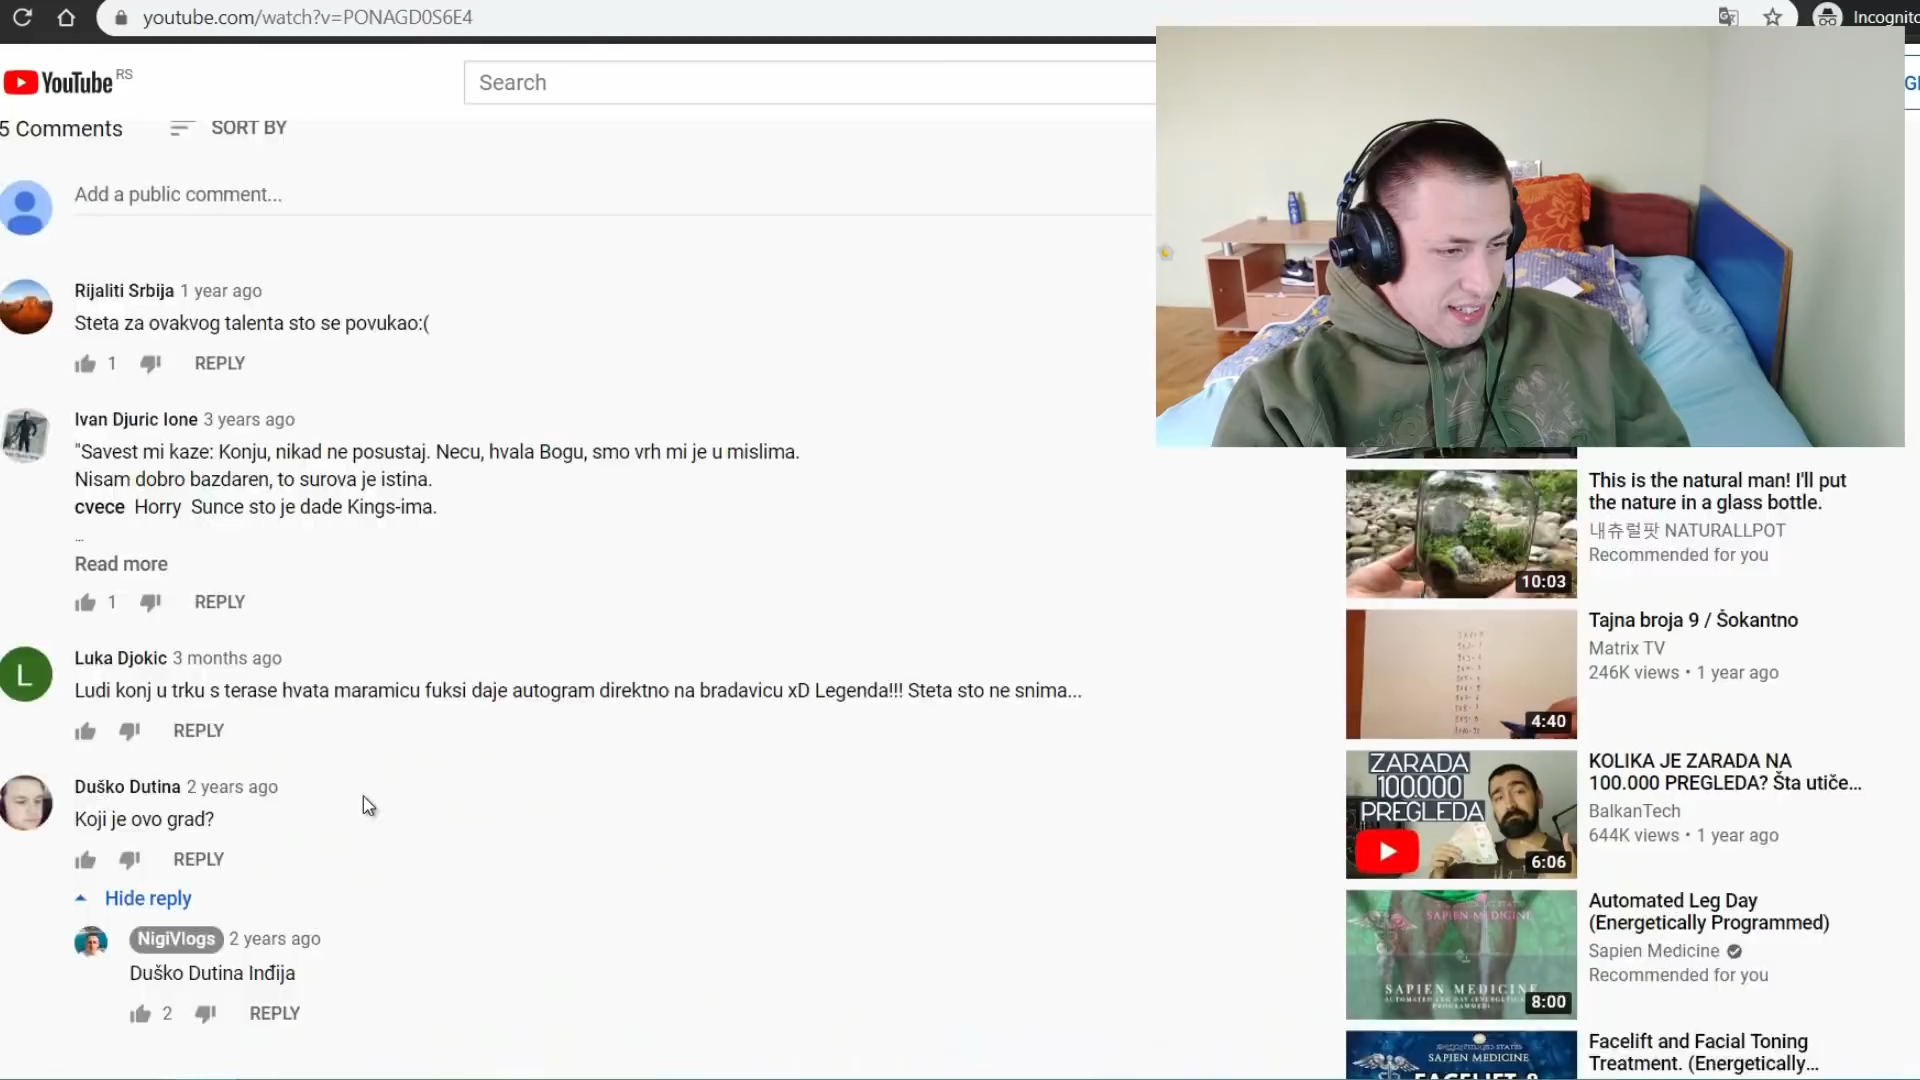 youtube.com/watch?v=PONAGD0S6E4
Incognito
YouTube RS
Search
5 Comments
SORT BY
Add a public comment...
Rijaliti Srbija 1 year ago
Steta za ovakvog talenta sto se povukao:(
1 REPLY
Ivan Djuric Ione 3 years ago
"Savest mi kaze: Konju, nikad ne posustaj. Necu, hvala Bogu, smo vrh mi je u mislima.
Nisam dobro bazdaren, to surova je istina.
cvece Horry Sunce sto je dade Kings-ima.
...
Read more
1 REPLY
Luka Djokic 3 months ago
L
Ludi konj u trku s terase hvata maramicu fuksi daje autogram direktno na bradavicu xD Legenda!!! Steta sto ne snima...
REPLY
Duško Dutina 2 years ago
Koji je ovo grad?
REPLY
Hide reply
NigiVlogs 2 years ago
Duško Dutina Inđija
2 REPLY
This is the natural man! I'll put
the nature in a glass bottle.
내츄럴팟 NATURALLPOT
Recommended for you
10:03
Tajna broja 9 / Šokantno
Matrix TV
246K views • 1 year ago
4:40
ZARADA
100.000
PREGLEDA
6:06
KOLIKA JE ZARADA NA
100.000 PREGLEDA? Šta utiče...
BalkanTech
644K views • 1 year ago
SAPIEN MEDICINE
SAPIEN MEDICINE
AUTOMATED LEG DAY (ENERGETICALLY
PROGRAMMED)
8:00
Automated Leg Day
(Energetically Programmed)
Sapien Medicine
Recommended for you
SAPIEN MEDICINE
Facelift and Facial Toning
Treatment. (Energetically...